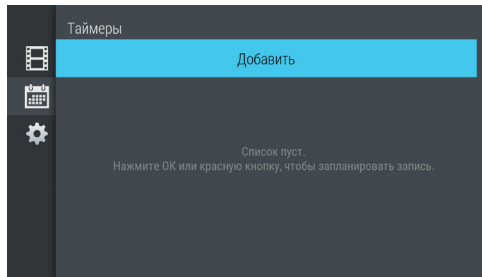 Таймеры
Добавить
Список пуст.
Нажмите ОК или красную кнопку, чтобы запланировать запись.